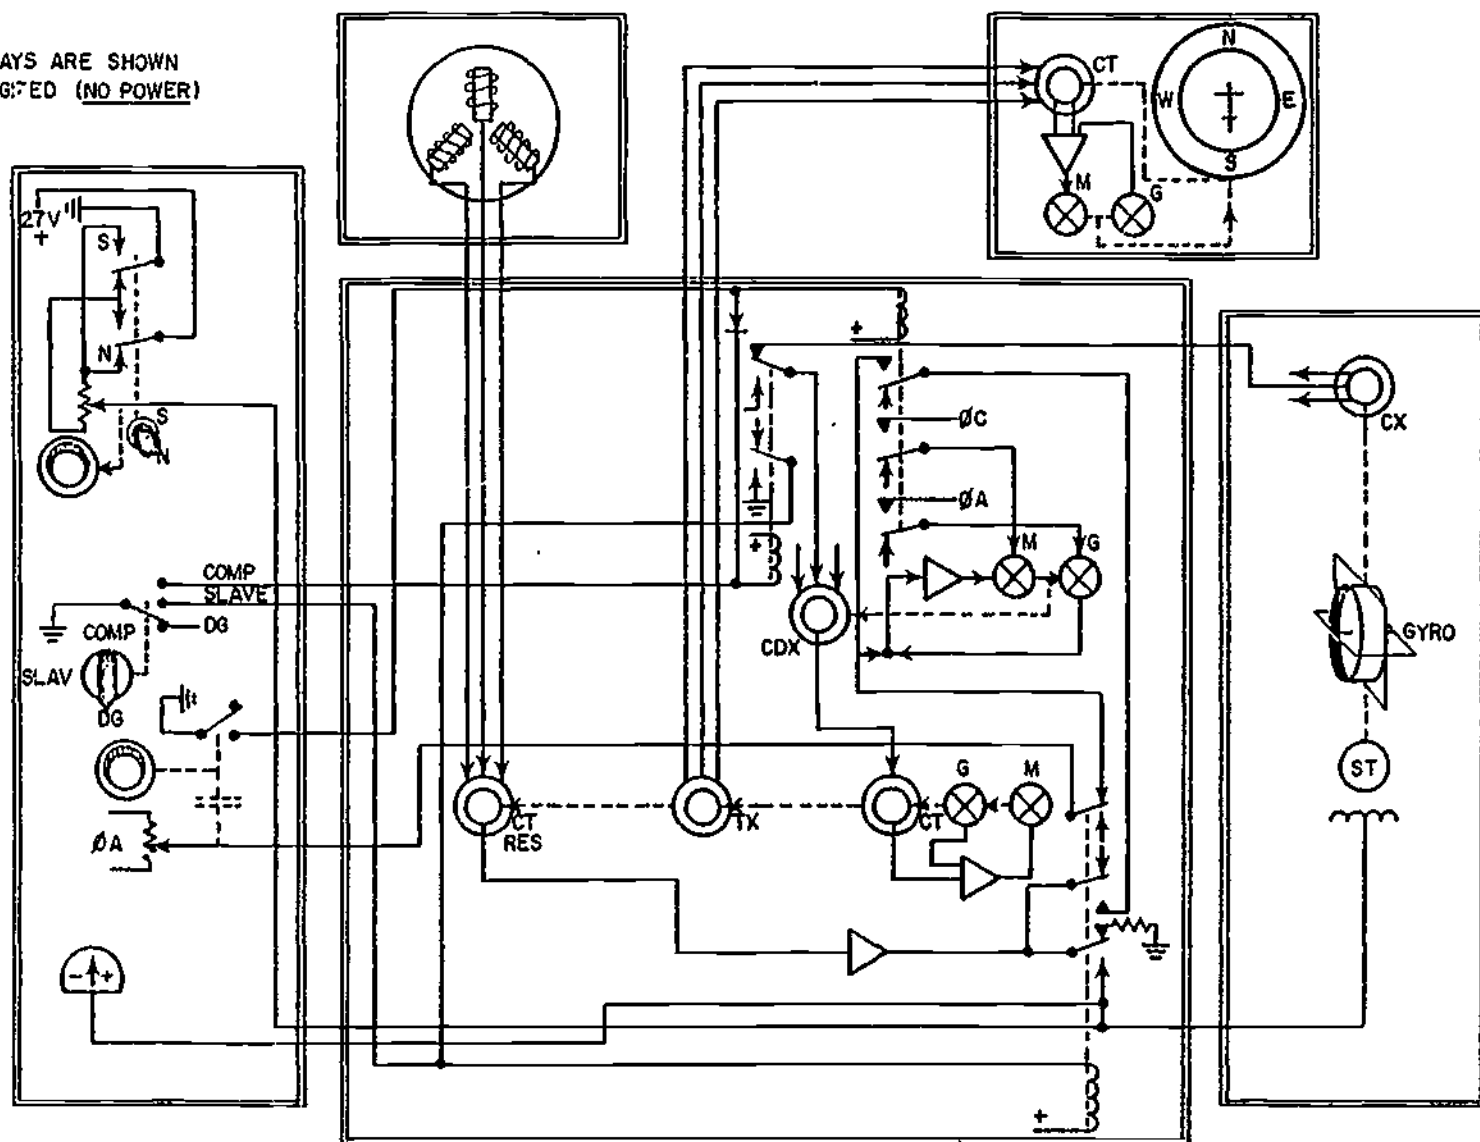 AYS ARE SHOWN
(NO POWER)
27V
+
S
N
S
N
COMP
SLAVE
DG
COMP
SLAV
DG
ØA
- +
CT
N
W
E
S
M
G
+
ØC
ØA
+
M
G
CDX
CX
GYRO
ST
G
M
CT
RES
TX
CT
+